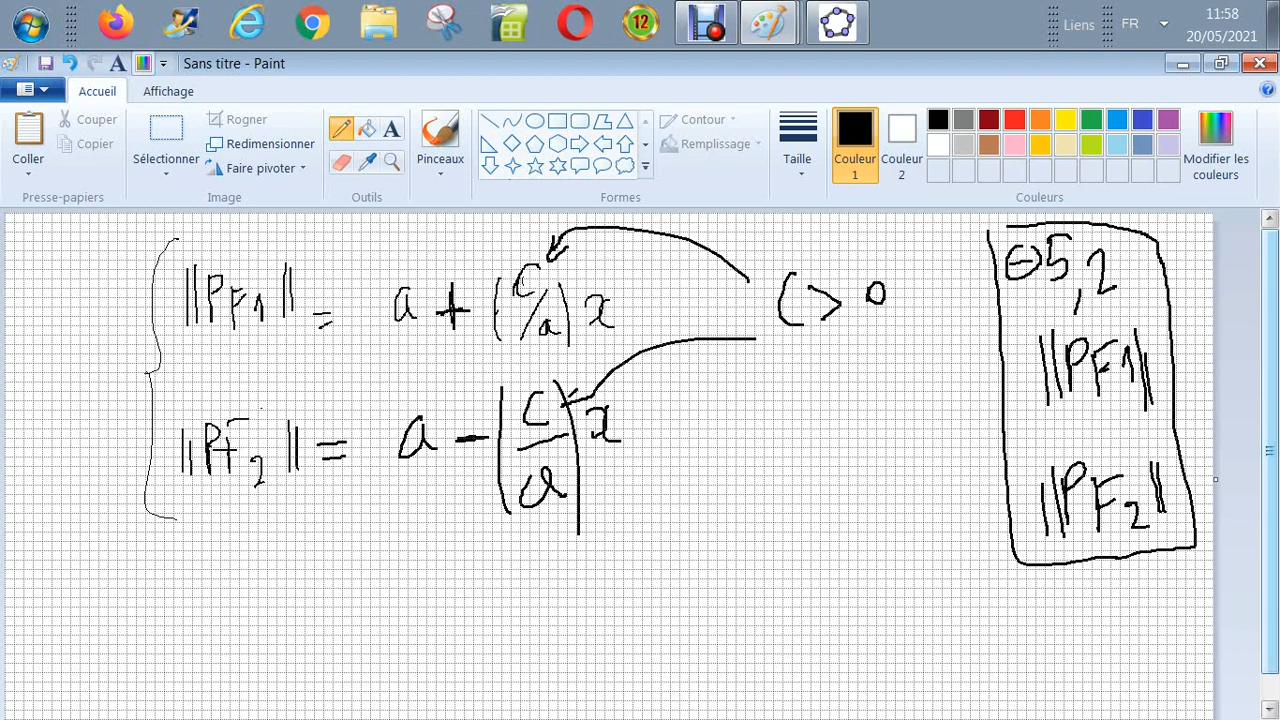 12
Liens
FR
11:58
20/05/2021
Sans titre - Paint
Accueil
Affichage
Coller
Couper
Copier
Presse-papiers
Sélectionner
Rogner
Redimensionner
Faire pivoter
Image
A
Outils
Pinceaux
Contour
Remplissage
Formes
Taille
Couleur 1
Couleur 2
Modifier les couleurs
Couleurs
||PF1|| = a + (C/a) x
C > 0
||PF2|| = a - (C/a) x
5,2
||PF1||
||PF2||